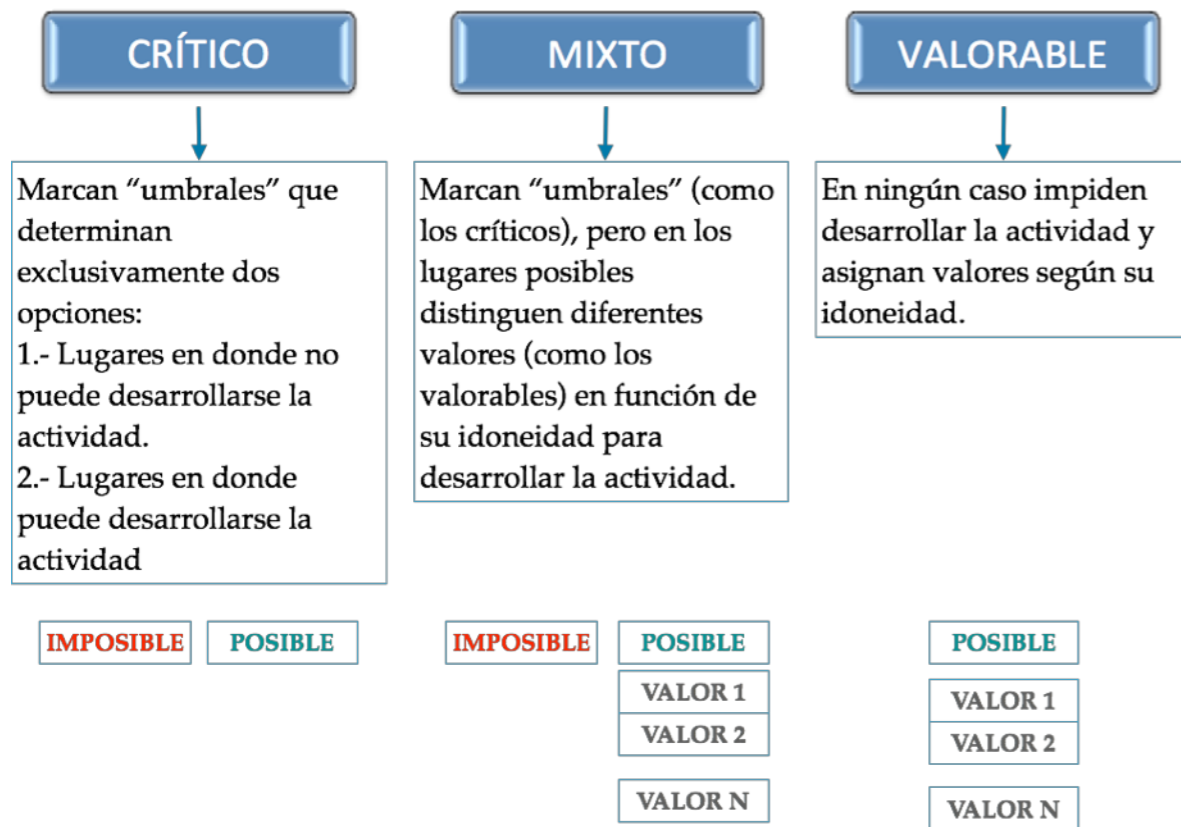 CRÍTICO
Marcan “umbrales” que
determinan
exclusivamente dos
opciones:
1.- Lugares en donde no
puede desarrollarse la
actividad.
2.- Lugares en donde
puede desarrollarse la
actividad
IMPOSIBLE
POSIBLE
MIXTO
Marcan “umbrales” (como
los críticos), pero en los
lugares posibles
distinguen diferentes
valores (como los
valorables) en función de
su idoneidad para
desarrollar la actividad.
IMPOSIBLE
POSIBLE
VALOR 1
VALOR 2
VALOR N
VALORABLE
En ningún caso impiden
desarrollar la actividad y
asignan valores según su
idoneidad.
POSIBLE
VALOR 1
VALOR 2
VALOR N